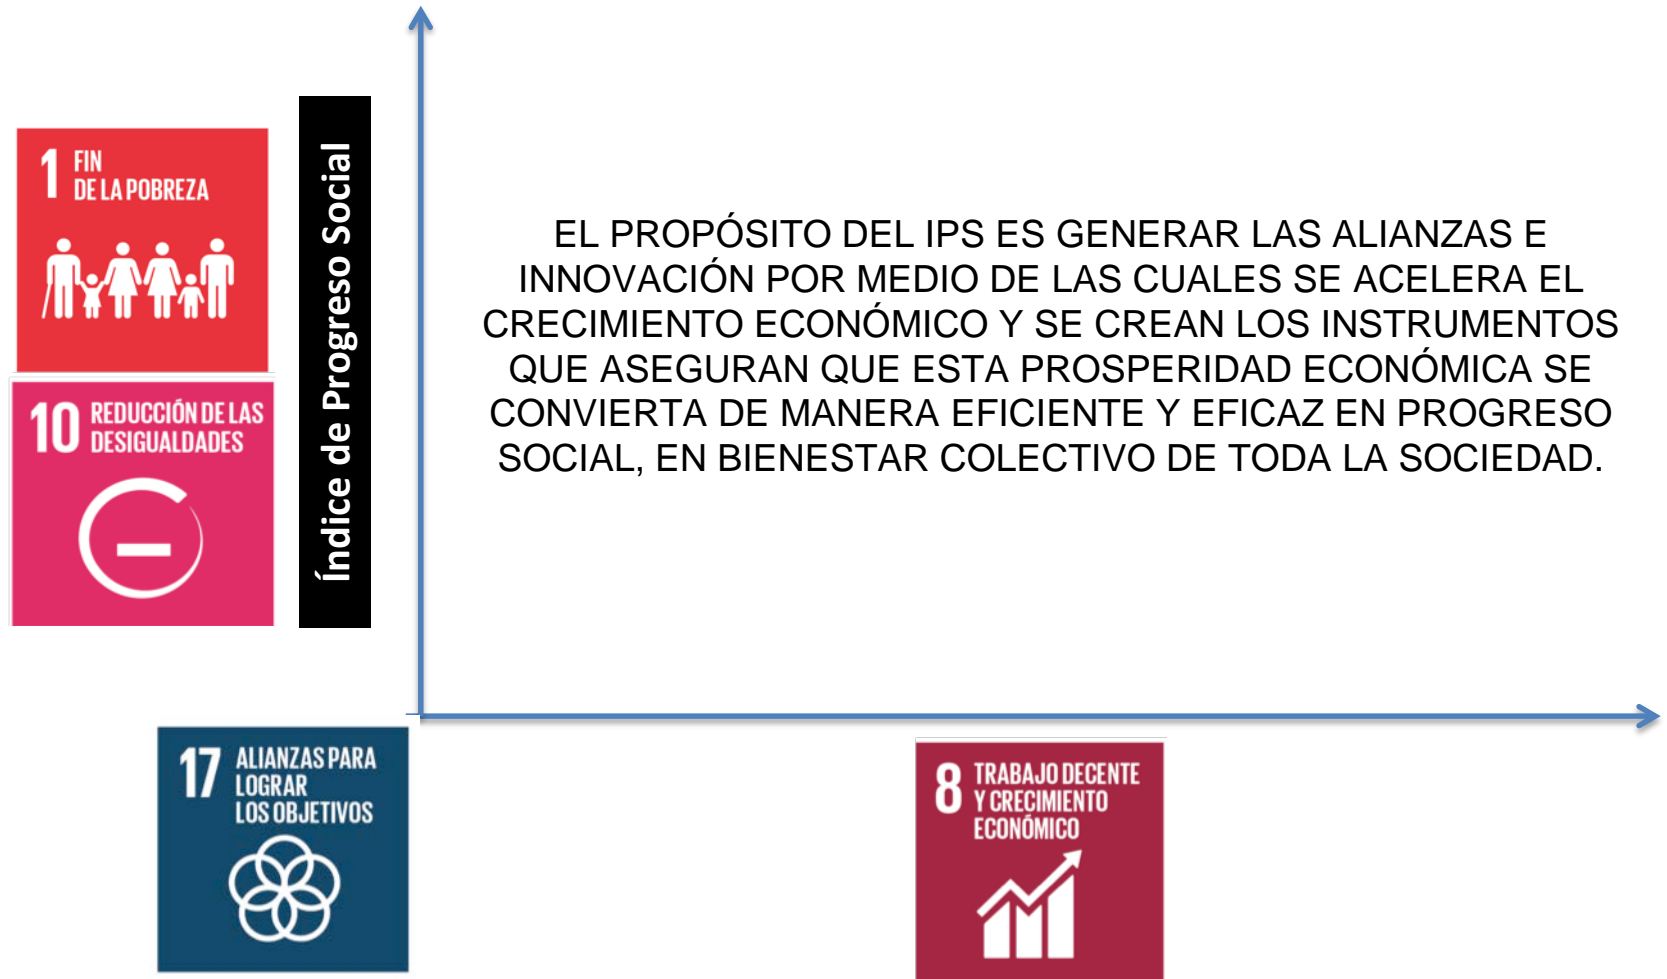 1 FIN
DE LA POBREZA
10 REDUCCIÓN DE LAS
DESIGUALDADES
Índice de Progreso Social
EL PROPÓSITO DEL IPS ES GENERAR LAS ALIANZAS E
INNOVACIÓN POR MEDIO DE LAS CUALES SE ACELERA EL
CRECIMIENTO ECONÓMICO Y SE CREAN LOS INSTRUMENTOS
QUE ASEGURAN QUE ESTA PROSPERIDAD ECONÓMICA SE
CONVIERTA DE MANERA EFICIENTE Y EFICAZ EN PROGRESO
SOCIAL, EN BIENESTAR COLECTIVO DE TODA LA SOCIEDAD.
17 ALIANZAS PARA
LOGRAR
LOS OBJETIVOS
8 TRABAJO DECENTE
Y CRECIMIENTO
ECONÓMICO